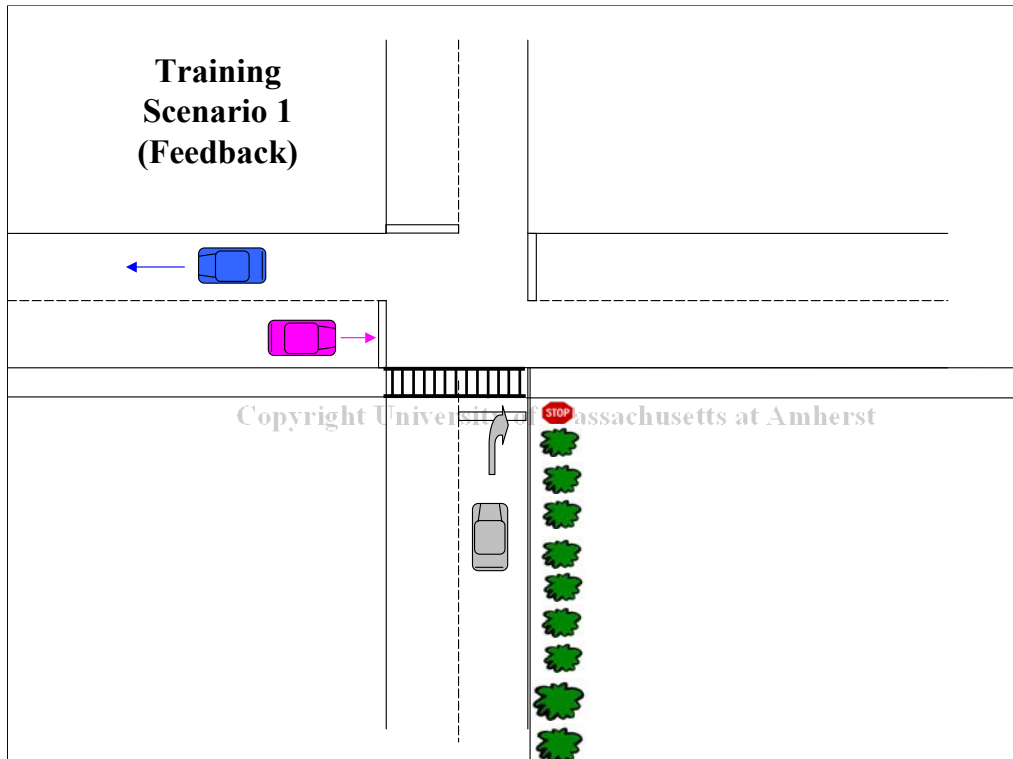 Training
Scenario 1
(Feedback)
Copyright University of Massachusetts at Amherst
STOP